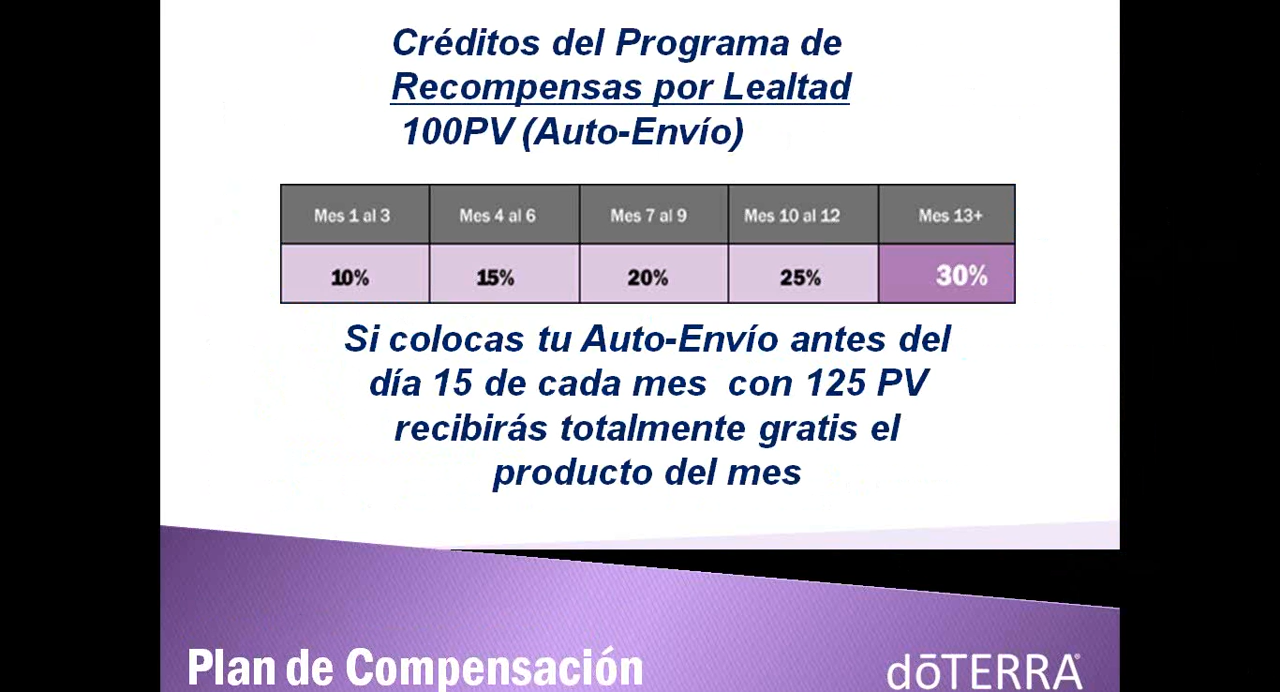 Créditos del Programa de
Recompensas por Lealtad
100PV (Auto-Envío)
Mes 1 al 3 Mes 4 al 6 Mes 7 al 9 Mes 10 al 12 Mes 13+
10% 15% 20% 25% 30%
Si colocas tu Auto-Envío antes del
día 15 de cada mes con 125 PV
recibirás totalmente gratis el
producto del mes
Plan de Compensación
dōTERRA®